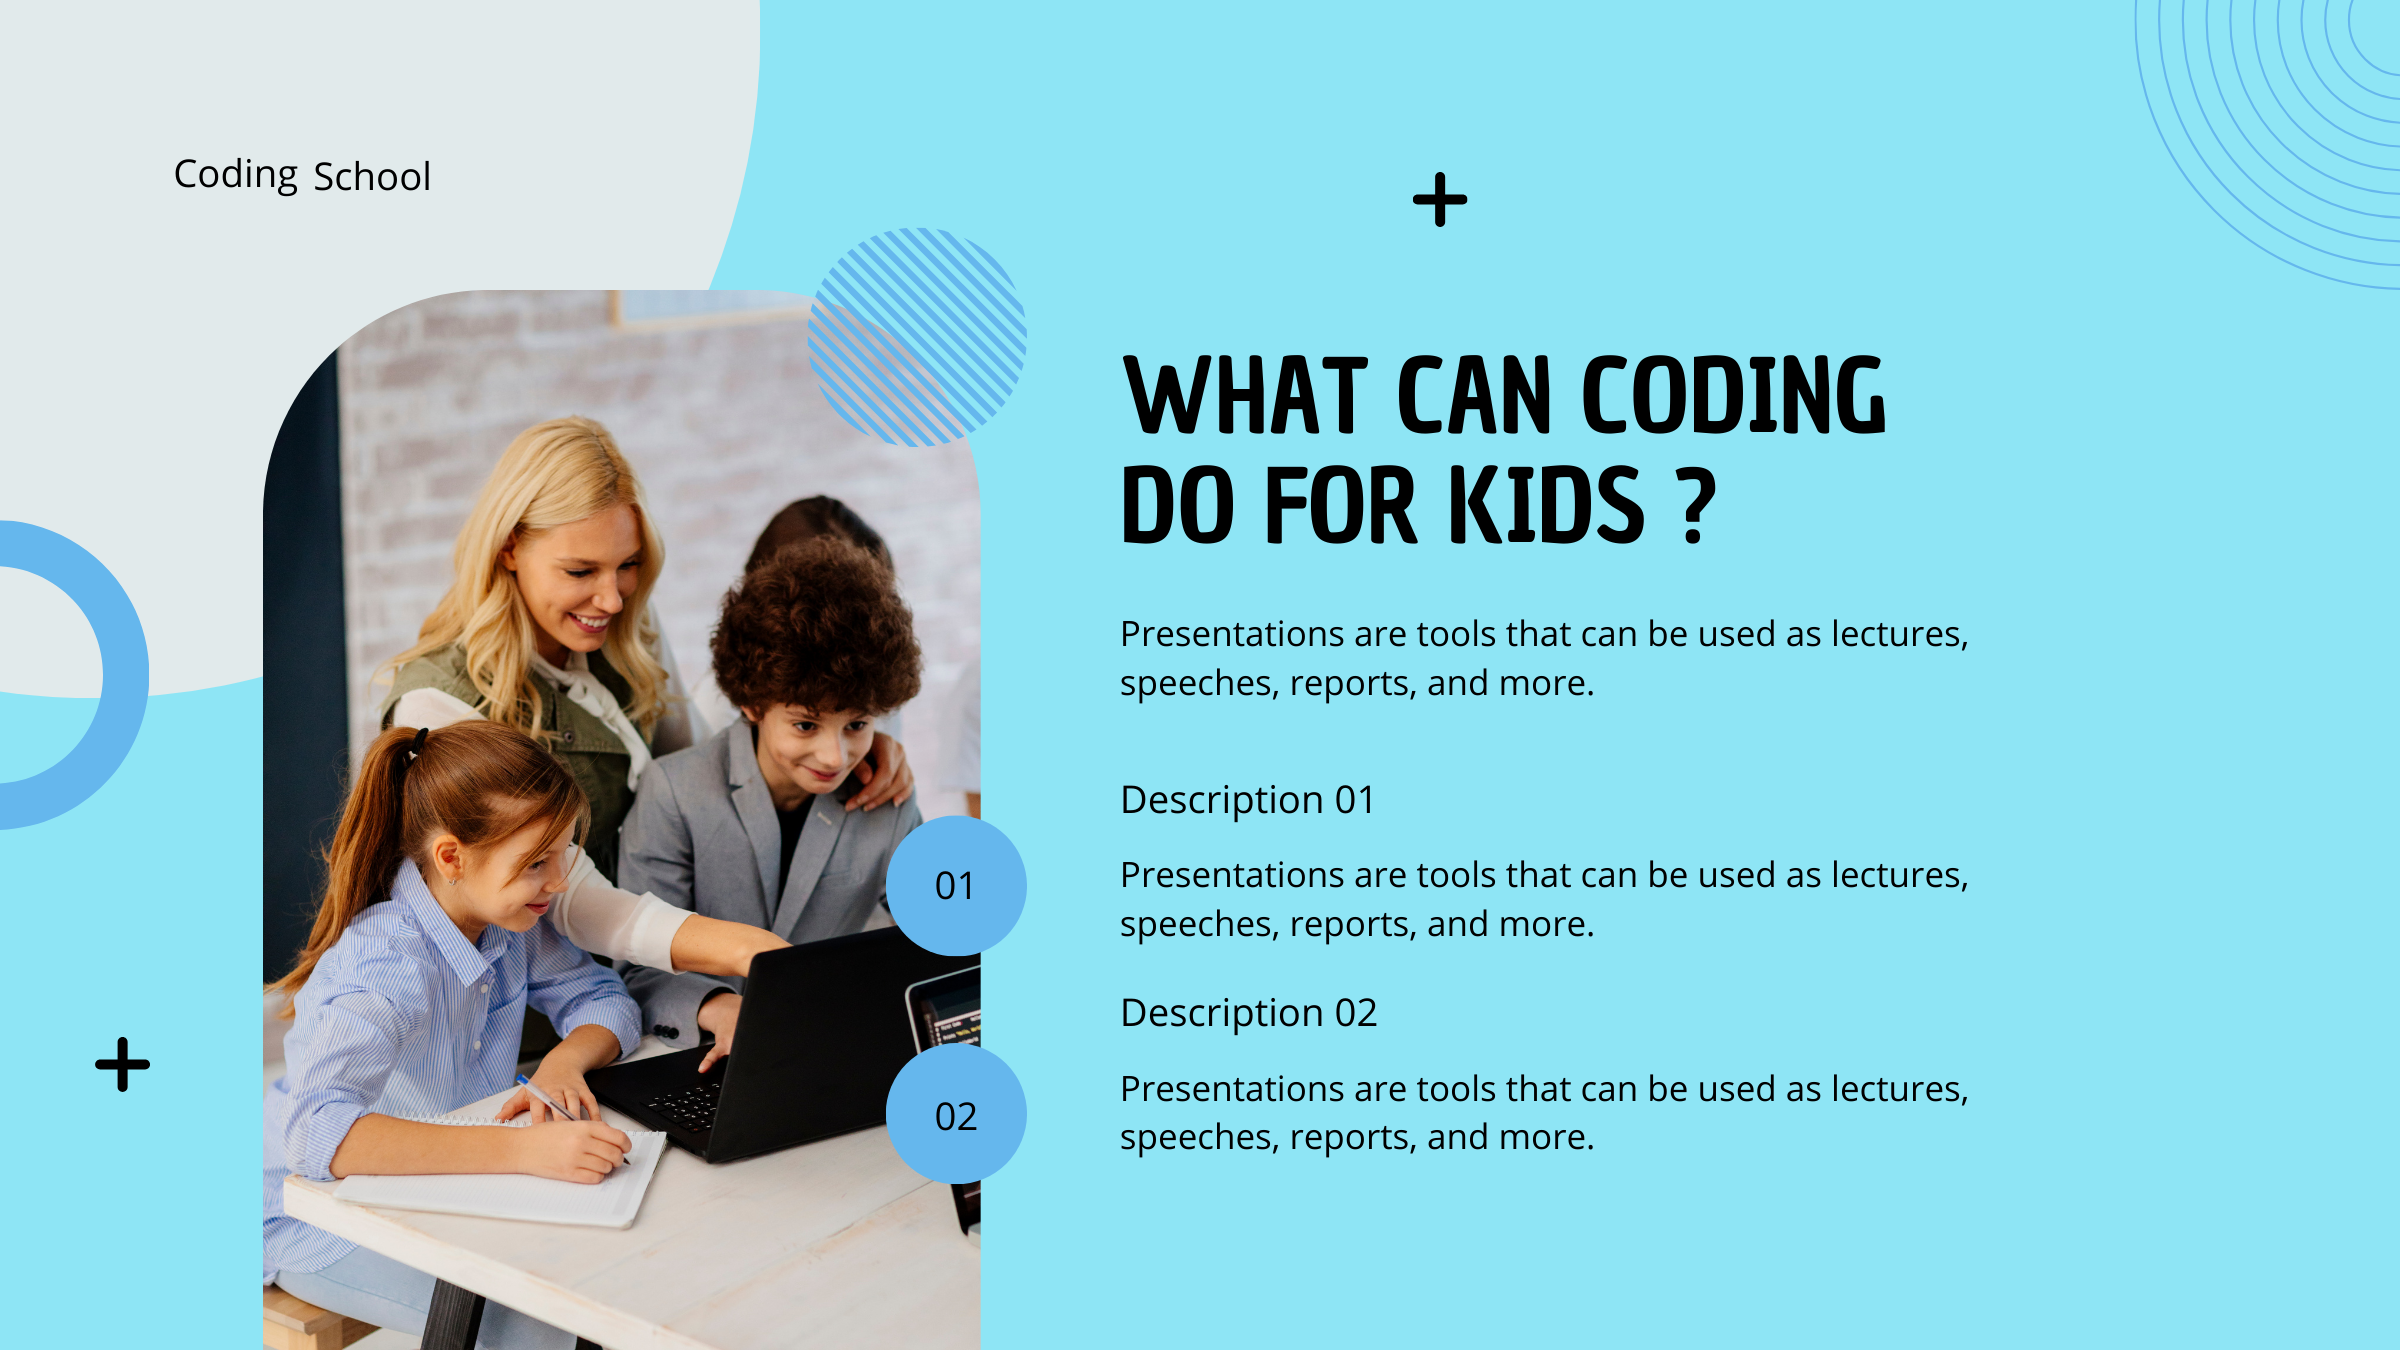 Coding School
WHAT CAN CODING
DO FOR KIDS ?
Presentations are tools that can be used as lectures,
speeches, reports, and more.
Description 01
01
Presentations are tools that can be used as lectures,
speeches, reports, and more.
Description 02
02
Presentations are tools that can be used as lectures,
speeches, reports, and more.